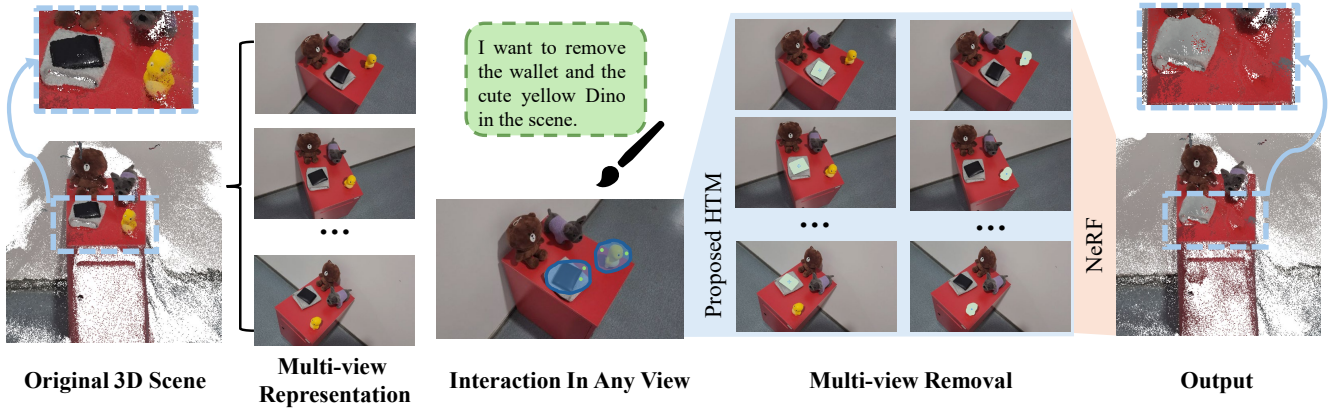 I want to remove
the wallet and the
cute yellow Dino
in the scene.
Proposed HTM
NeRF
Original 3D Scene
Multi-view
Representation
Interaction In Any View
Multi-view Removal
Output